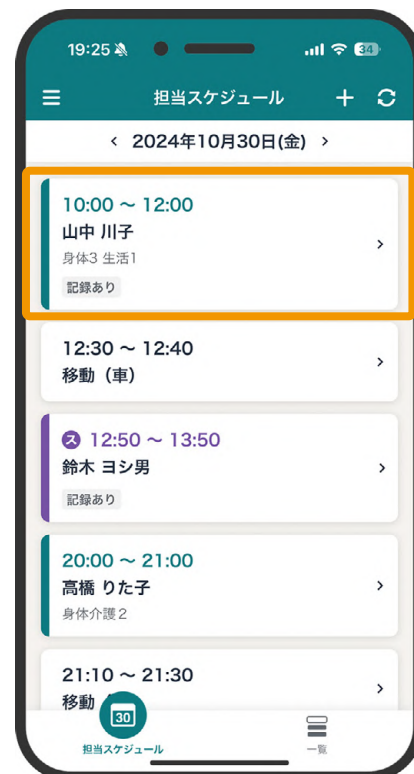 19:25
34
担当スケジュール
2024年10月30日(金)
10:00 ～ 12:00
山中 川子
身体3 生活1
記録あり
12:30 ～ 12:40
移動（車）
ス 12:50 ～ 13:50
鈴木 ヨシ男
記録あり
20:00 ～ 21:00
高橋 りた子
身体介護2
21:10 ～ 21:30
移動
30
担当スケジュール
一覧